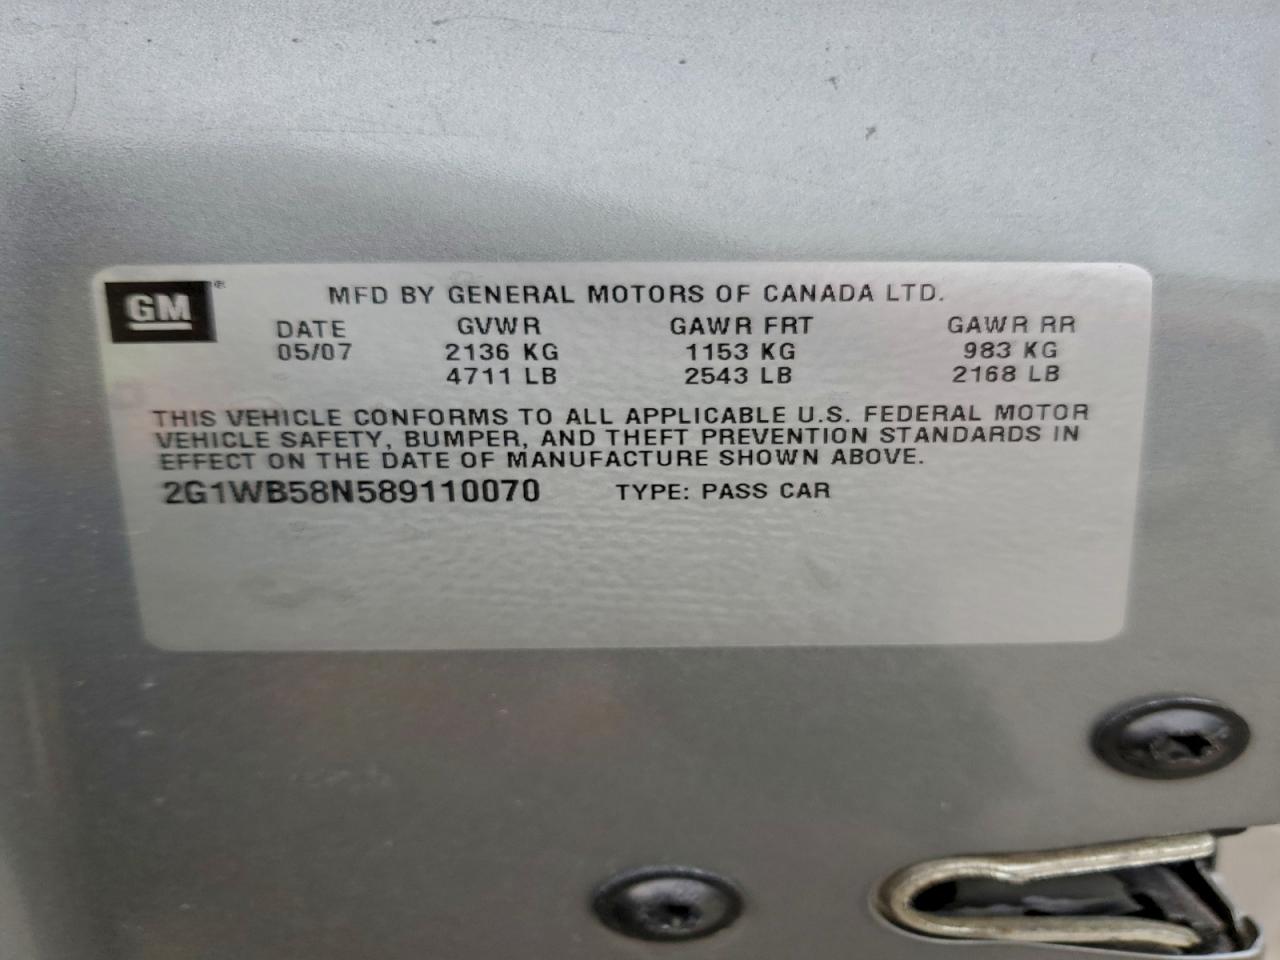 GM®
MFD BY GENERAL MOTORS OF CANADA LTD.
DATE GVWR GAWR FRT GAWR RR
05/07 2136 KG 1153 KG 983 KG
4711 LB 2543 LB 2168 LB
THIS VEHICLE CONFORMS TO ALL APPLICABLE U.S. FEDERAL MOTOR
VEHICLE SAFETY, BUMPER, AND THEFT PREVENTION STANDARDS IN
EFFECT ON THE DATE OF MANUFACTURE SHOWN ABOVE.
2G1WB58N589110070 TYPE: PASS CAR